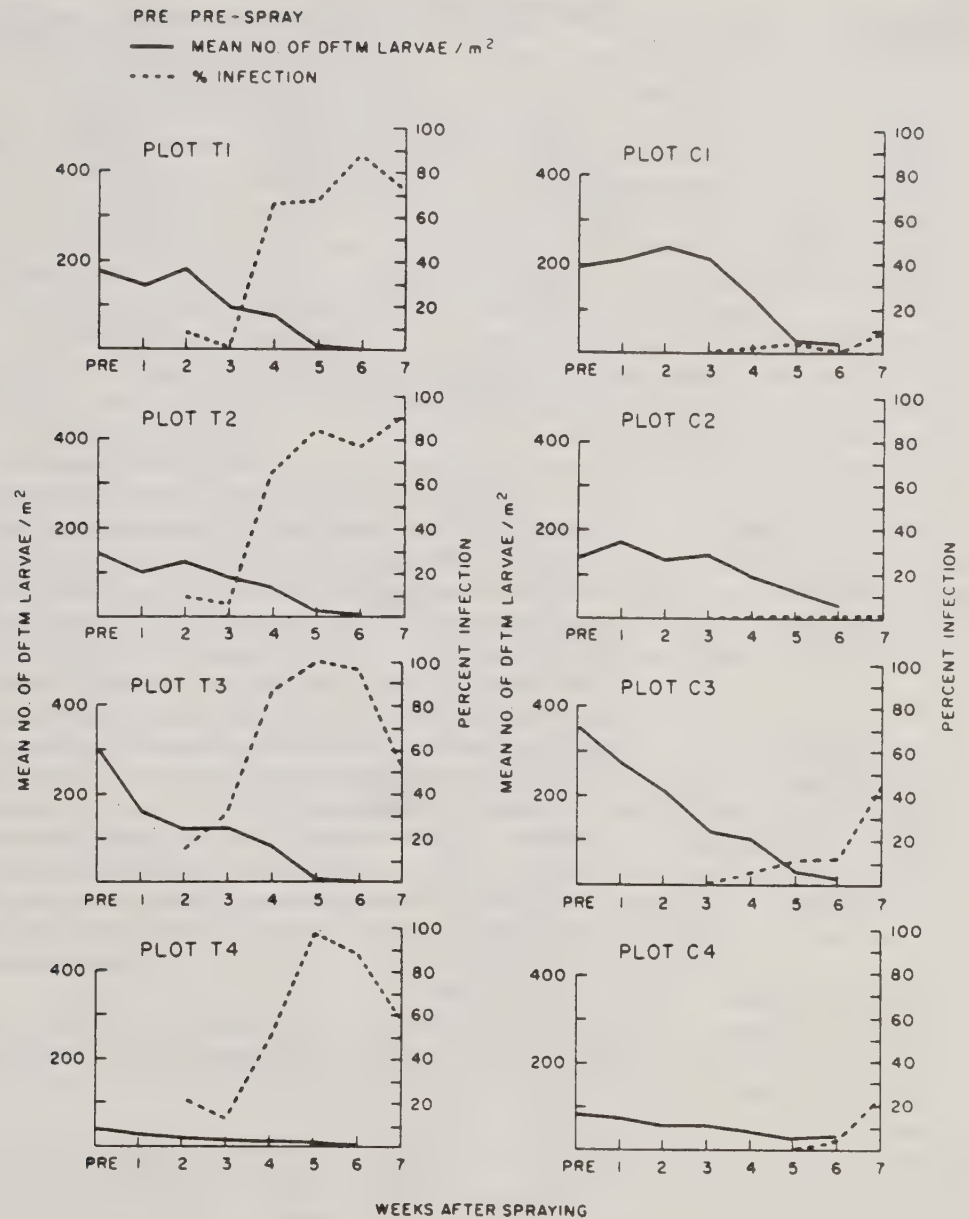 PRE PRE-SPRAY
MEAN NO. OF DFTM LARVAE / m²
% INFECTION
PLOT T1
400
200
100
80
60
40
20
PRE 1 2 3 4 5 6 7
PLOT C1
400
200
100
80
60
40
20
PRE 1 2 3 4 5 6 7
PLOT T2
400
200
100
80
60
40
20
PRE 1 2 3 4 5 6 7
PLOT C2
400
200
100
80
60
40
20
PRE 1 2 3 4 5 6 7
MEAN NO. OF DFTM LARVAE / m²
PERCENT INFECTION
MEAN NO. OF DFTM LARVAE / m²
PERCENT INFECTION
PLOT T3
400
200
100
80
60
40
20
PRE 1 2 3 4 5 6 7
PLOT C3
400
200
100
80
60
40
20
PRE 1 2 3 4 5 6 7
PLOT T4
400
200
100
80
60
40
20
PRE 1 2 3 4 5 6 7
PLOT C4
400
200
100
80
60
40
20
PRE 1 2 3 4 5 6 7
WEEKS AFTER SPRAYING